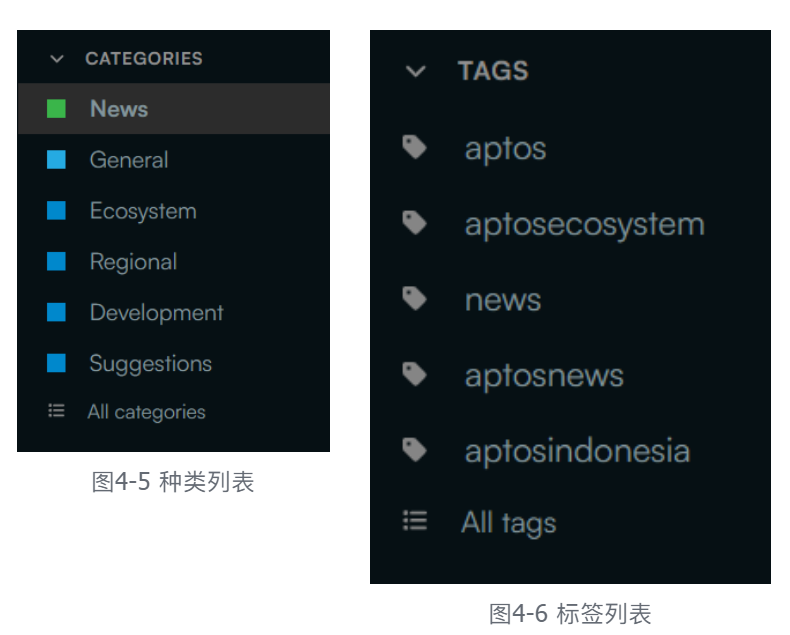 CATEGORIES
News
General
Ecosystem
Regional
Development
Suggestions
All categories
图4-5 种类列表
TAGS
aptos
aptosecosystem
news
aptosnews
aptosindonesia
All tags
图4-6 标签列表